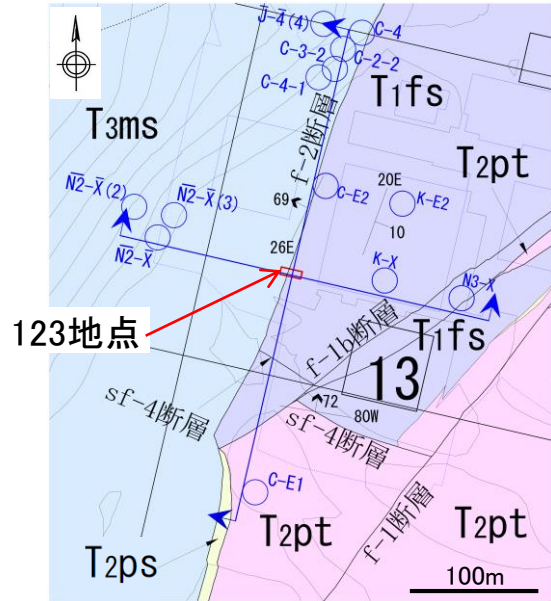 J̅-4̅(4)
C-4
C-3-2
C-2-2
C-4-1
T1fs
T3ms
f-2断層
T2pt
N̅2̅-X̅(2)
N̅2̅-X̅(3)
69
C-E2
20E
K-E2
N̅2̅-X̅
26E
10
K-X
N3-X
123地点
f-1b断層
T1fs
13
sf-4断層
72
80W
sf-4断層
C-E1
f-1断層
T2pt
T2pt
T2ps
100m